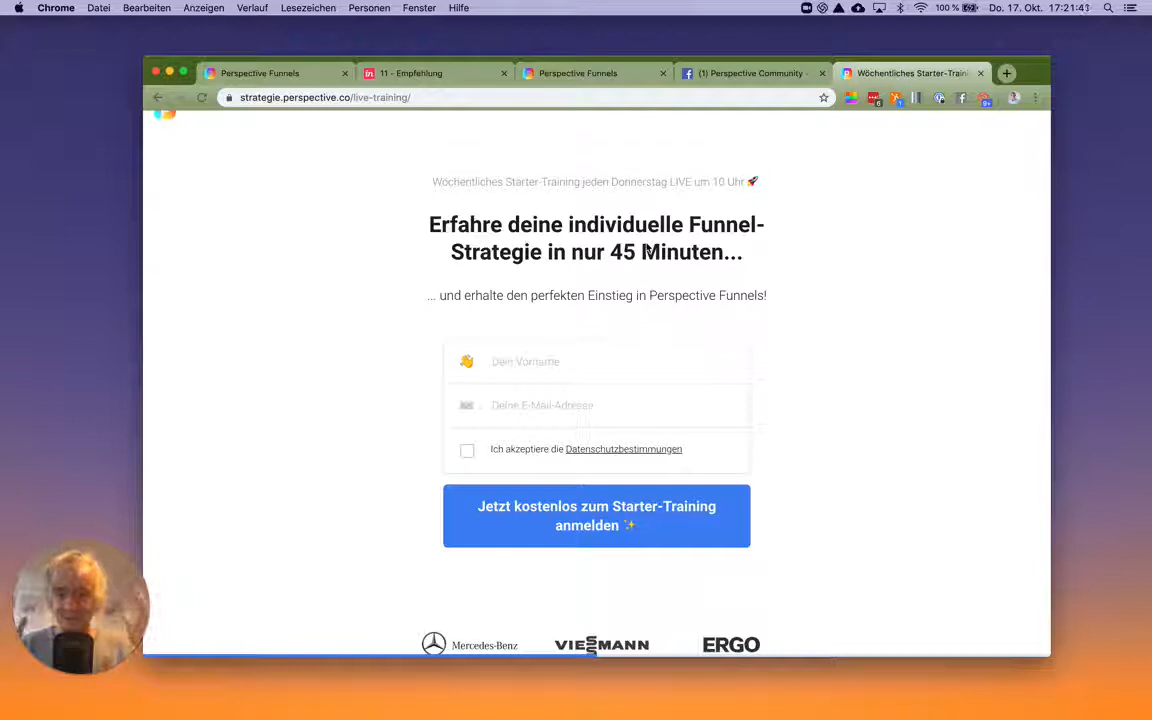 Chrome Datei Bearbeiten Anzeigen Verlauf Lesezeichen Personen Fenster Hilfe 100 % Do. 17. Okt. 17:21:41
Perspective Funnels 11 - Empfehlung Perspective Funnels (1) Perspective Community - Wöchentliches Starter-Traini
strategie.perspective.co/live-training/
Wöchentliches Starter-Training jeden Donnerstag LIVE um 10 Uhr 🚀
Erfahre deine individuelle Funnel-
Strategie in nur 45 Minuten...
... und erhalte den perfekten Einstieg in Perspective Funnels!
👋 Dein Vorname
Deine E-Mail-Adresse
Ich akzeptiere die Datenschutzbestimmungen
Jetzt kostenlos zum Starter-Training
anmelden ✨
Mercedes-Benz VIESSMANN ERGO